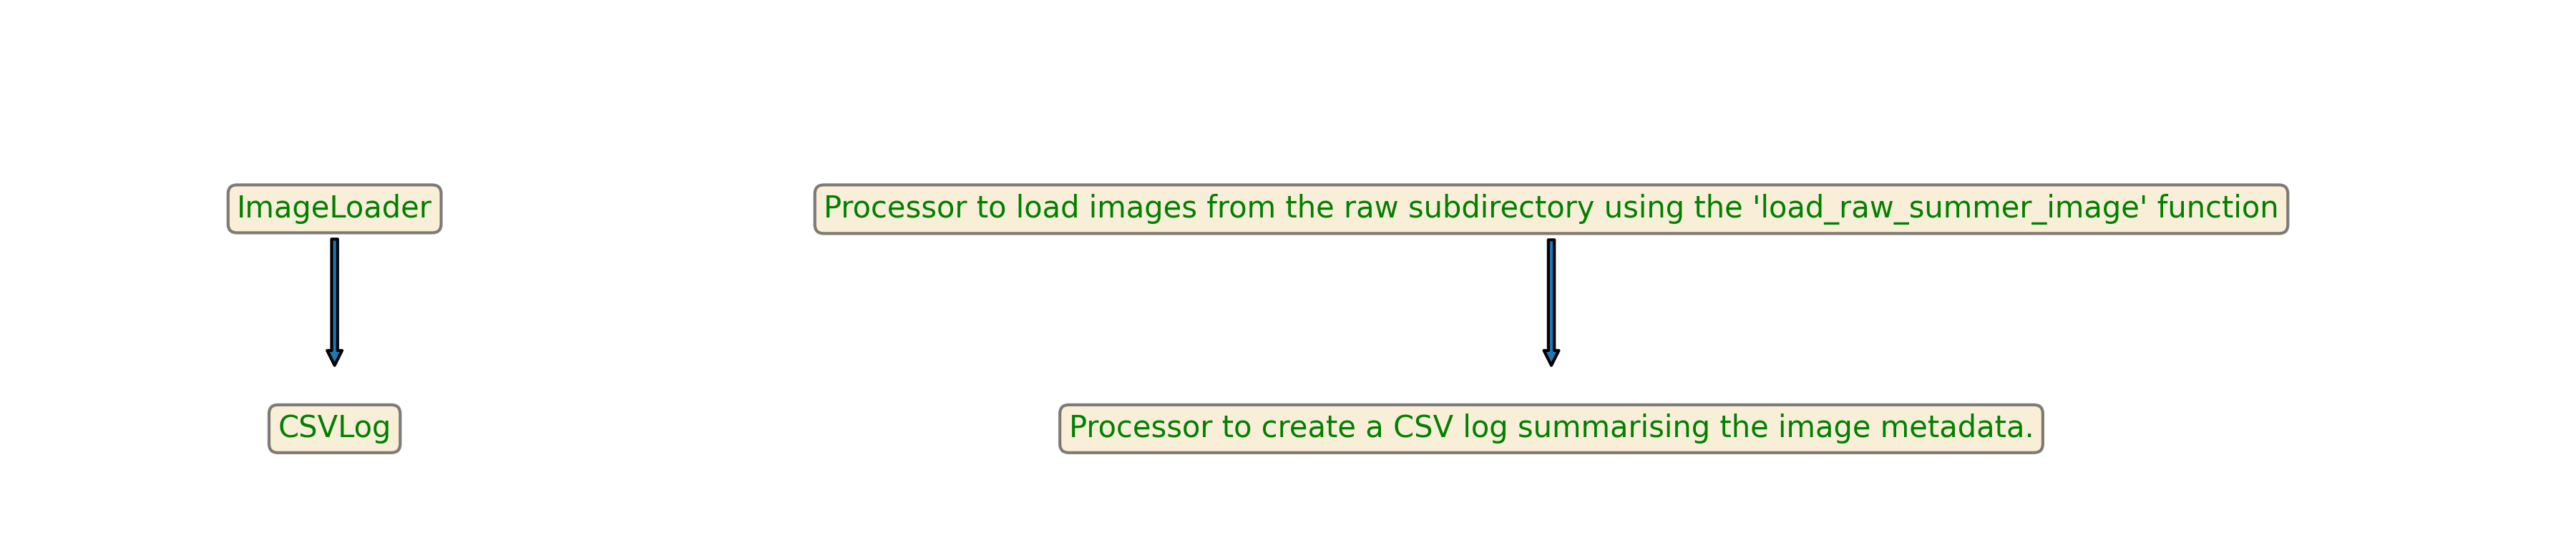 ImageLoader
Processor to load images from the raw subdirectory using the 'load_raw_summer_image' function
CSVLog
Processor to create a CSV log summarising the image metadata.